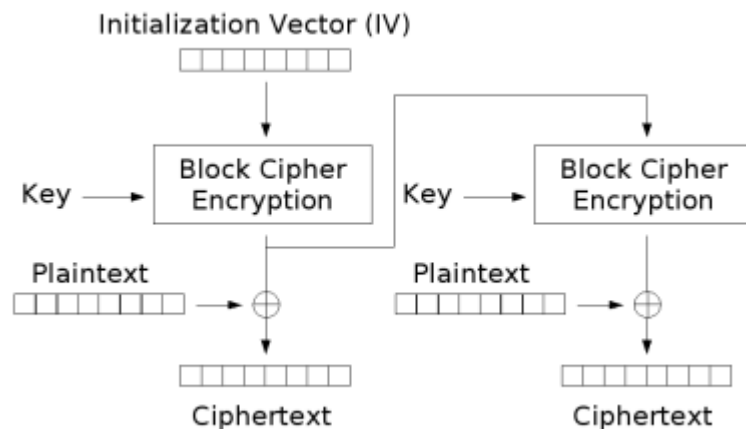 Initialization Vector (IV)
Block Cipher
Encryption
Key
Block Cipher
Encryption
Key
Plaintext
Plaintext
Ciphertext
Ciphertext